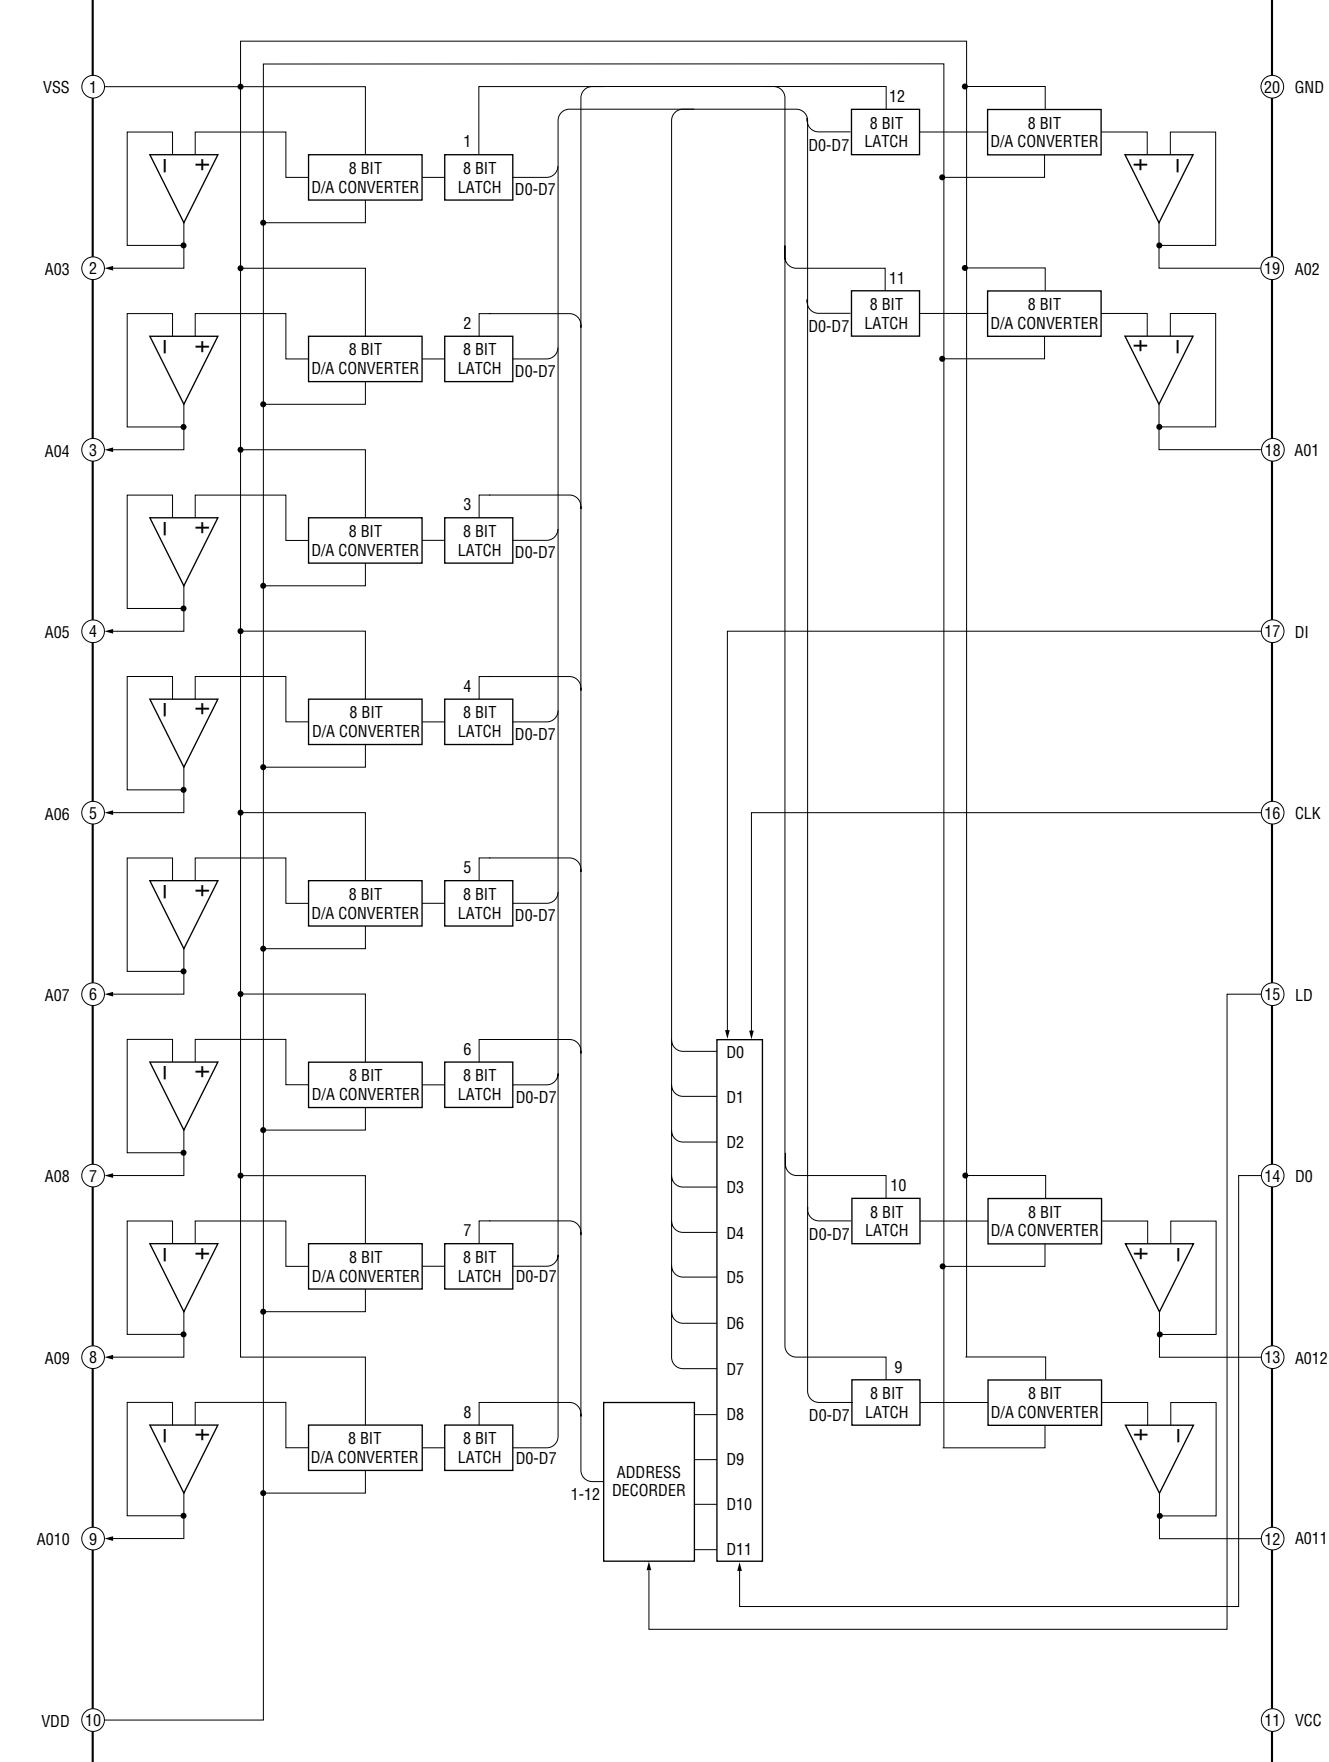 VSS 1
20 GND
12
8 BIT
LATCH
D0-D7
8 BIT
D/A CONVERTER
+ −
1
− +
8 BIT
D/A CONVERTER
8 BIT
LATCH
D0-D7
A03 2
19 A02
11
8 BIT
LATCH
D0-D7
8 BIT
D/A CONVERTER
+ −
2
− +
8 BIT
D/A CONVERTER
8 BIT
LATCH
D0-D7
A04 3
18 A01
3
− +
8 BIT
D/A CONVERTER
8 BIT
LATCH
D0-D7
A05 4
17 DI
4
− +
8 BIT
D/A CONVERTER
8 BIT
LATCH
D0-D7
A06 5
16 CLK
5
− +
8 BIT
D/A CONVERTER
8 BIT
LATCH
D0-D7
A07 6
15 LD
6
− +
8 BIT
D/A CONVERTER
8 BIT
LATCH
D0-D7
D0
D1
D2
D3
D4
D5
D6
D7
D8
D9
D10
D11
A08 7
14 D0
10
8 BIT
LATCH
D0-D7
8 BIT
D/A CONVERTER
+ −
7
− +
8 BIT
D/A CONVERTER
8 BIT
LATCH
D0-D7
A09 8
13 A012
9
8 BIT
LATCH
D0-D7
8 BIT
D/A CONVERTER
+ −
8
− +
8 BIT
D/A CONVERTER
8 BIT
LATCH
D0-D7
1-12
ADDRESS
DECORDER
A010 9
12 A011
VDD 10
11 VCC